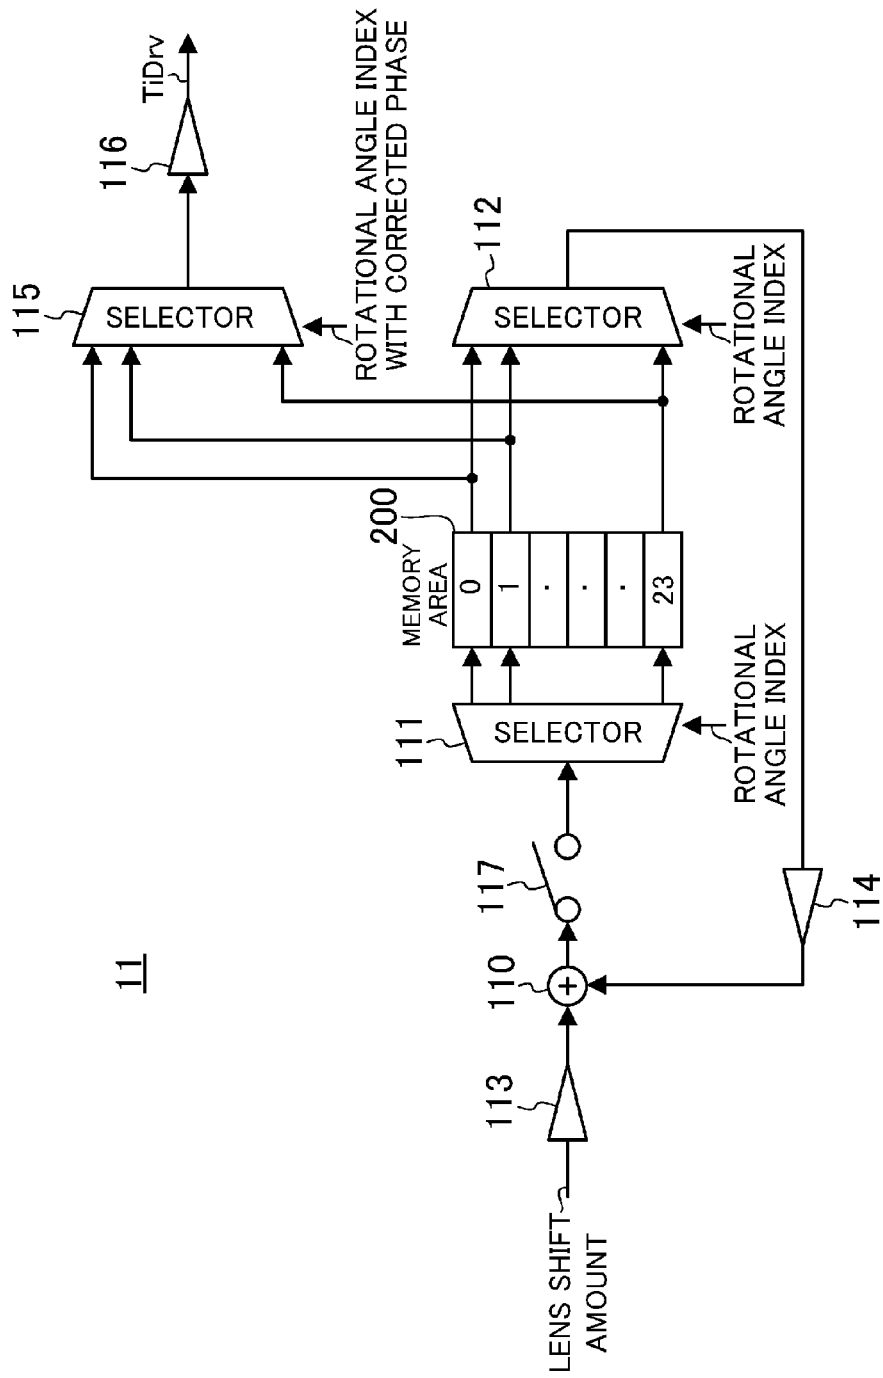 11
TiDrv
116
115
SELECTOR
ROTATIONAL ANGLE INDEX
WITH CORRECTED PHASE
LENS SHIFT
AMOUNT
113
110
+
117
111
SELECTOR
ROTATIONAL
ANGLE INDEX
MEMORY
AREA
200
0
1
·
·
·
23
112
SELECTOR
ROTATIONAL
ANGLE INDEX
114